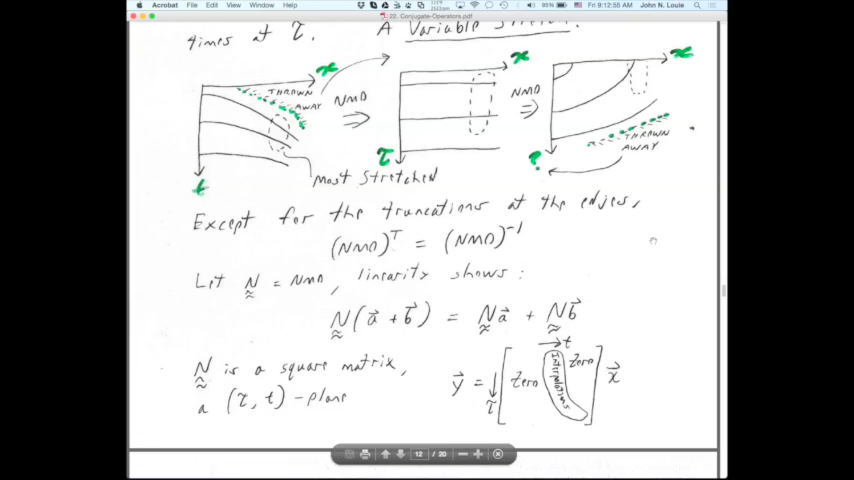 Acrobat File Edit View Window Help
95% Fri 9:12:55 AM John N. Louie
22. Conjugate-Operators.pdf
times at τ. A Variable Stretch.
x x x
THROWN AWAY
NMO ⇒
NMO ⇒
THROWN AWAY
t τ ?
Most Stretched
Except for the truncations at the edges,
(NMO)ᵀ = (NMO)⁻¹
Let N = NMO, linearity shows:
N(a + b) = Na + Nb
N is a square matrix,
a (τ, t) -plane
y = τ [ Zero Interpolations Zero ] x
t
12 / 20